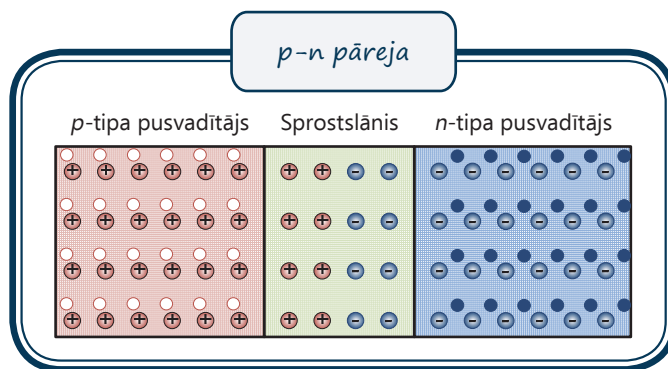 p-n pāreja
p-tipa pusvadītājs Sprostslānis n-tipa pusvadītājs
+ + + + + + + + - - - - - - - -
+ + + + + + + + - - - - - - - -
+ + + + + + + + - - - - - - - -
+ + + + + + + + - - - - - - - -